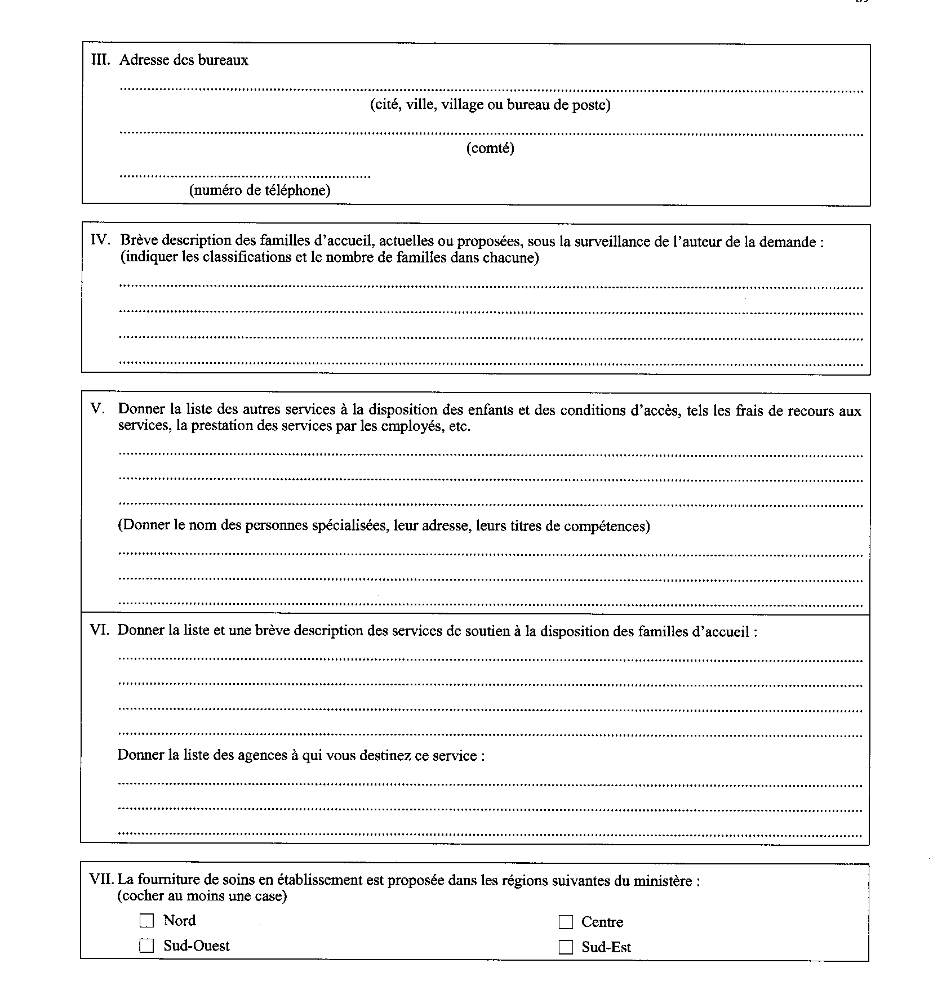 III. Adresse des bureaux
(cité, ville, village ou bureau de poste)
(comté)
(numéro de téléphone)
IV. Brève description des familles d’accueil, actuelles ou proposées, sous la surveillance de l’auteur de la demande :
(indiquer les classifications et le nombre de familles dans chacune)
V. Donner la liste des autres services à la disposition des enfants et des conditions d’accès, tels les frais de recours aux
services, la prestation des services par les employés, etc.
(Donner le nom des personnes spécialisées, leur adresse, leurs titres de compétences)
VI. Donner la liste et une brève description des services de soutien à la disposition des familles d’accueil :
Donner la liste des agences à qui vous destinez ce service :
VII. La fourniture de soins en établissement est proposée dans les régions suivantes du ministère :
(cocher au moins une case)
☐ Nord ☐ Centre
☐ Sud-Ouest ☐ Sud-Est